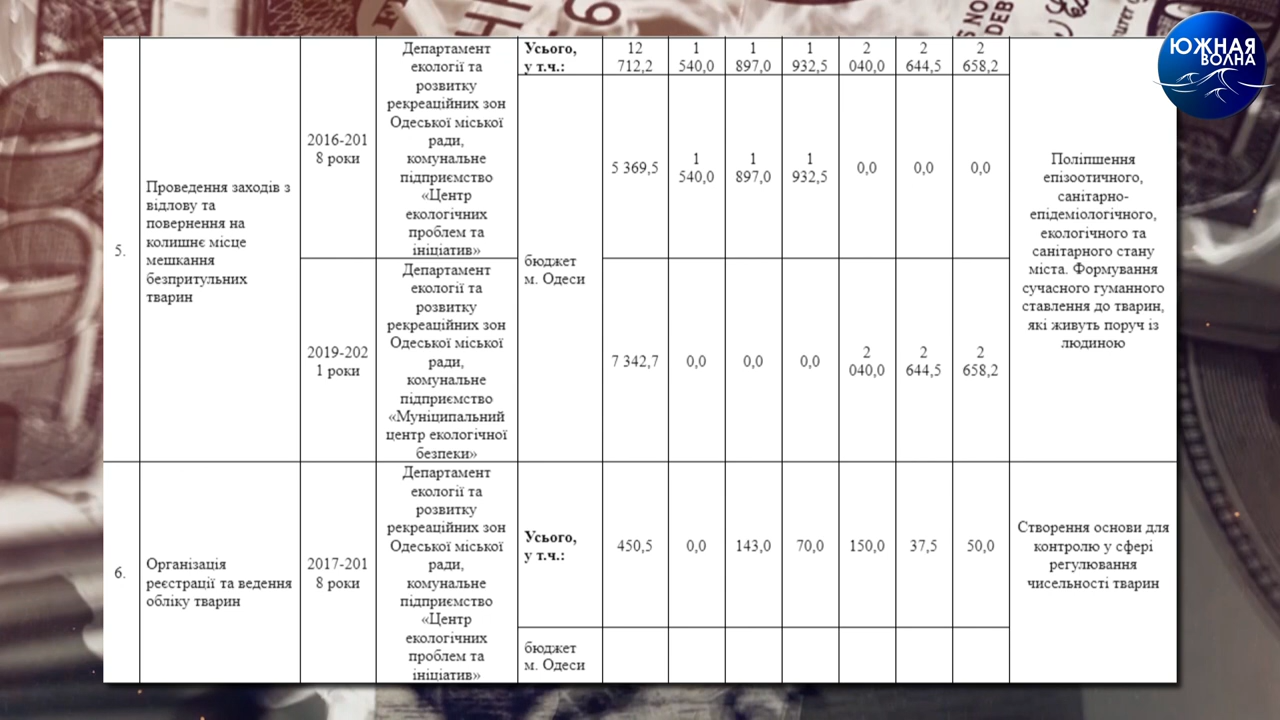 ЮЖНАЯ
ВОЛНА
5.
Проведення заходів з
відлову та
повернення на
колишнє місце
мешкання
безпритульних
тварин
2016-201
8 роки
Департамент
екології та
розвитку
рекреаційних зон
Одеської міської
ради,
комунальне
підприємство
«Центр
екологічних
проблем та
ініціатив»
Усього,
у т.ч.:
12
712,2
1
540,0
1
897,0
1
932,5
2
040,0
2
644,5
2
658,2
бюджет
м. Одеси
5 369,5
1
540,0
1
897,0
1
932,5
0,0
0,0
0,0
Поліпшення
епізоотичного,
санітарно-
епідеміологічного,
екологічного та
санітарного стану
міста. Формування
сучасного гуманного
ставлення до тварин,
які живуть поруч із
людиною
2019-202
1 роки
Департамент
екології та
розвитку
рекреаційних зон
Одеської міської
ради,
комунальне
підприємство
«Муніципальний
центр екологічної
безпеки»
7 342,7
0,0
0,0
0,0
2
040,0
2
644,5
2
658,2
6.
Організація
реєстрації та ведення
обліку тварин
2017-201
8 роки
Департамент
екології та
розвитку
рекреаційних зон
Одеської міської
ради,
комунальне
підприємство
«Центр
екологічних
проблем та
ініціатив»
Усього,
у т.ч.:
450,5
0,0
143,0
70,0
150,0
37,5
50,0
Створення основи для
контролю у сфері
регулювання
чисельності тварин
бюджет
м. Одеси